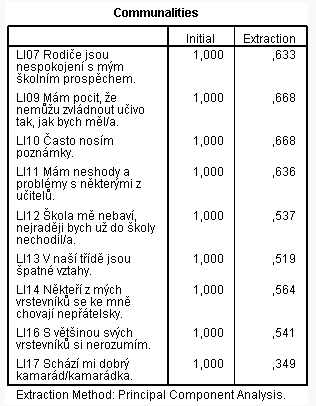 Communalities
Initial Extraction
LI07 Rodiče jsou 1,000 ,633
nespokojení s mým
školním prospěchem.
LI09 Mám pocit, že 1,000 ,668
nemůžu zvládnout učivo
tak, jak bych měl/a.
LI10 Často nosím 1,000 ,668
poznámky.
LI11 Mám neshody a 1,000 ,636
problémy s některými z
učitelů.
LI12 Škola mě nebaví, 1,000 ,537
nejraději bych už do školy
nechodil/a.
LI13 V naší třídě jsou 1,000 ,519
špatné vztahy.
LI14 Někteří z mých 1,000 ,564
vrstevníků se ke mně
chovají nepřátelsky.
LI16 S většinou svých 1,000 ,541
vrstevníků si nerozumím.
LI17 Schází mi dobrý 1,000 ,349
kamarád/kamarádka.
Extraction Method: Principal Component Analysis.